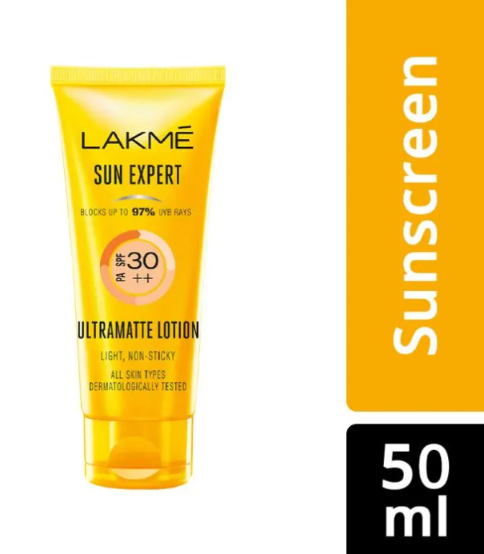 LAKMÉ
SUN EXPERT
BLOCKS UP TO 97% UVB RAYS
SPF 30
PA ++
ULTRAMATTE LOTION
LIGHT, NON-STICKY
ALL SKIN TYPES
DERMATOLOGICALLY TESTED
Sunscreen
50
ml